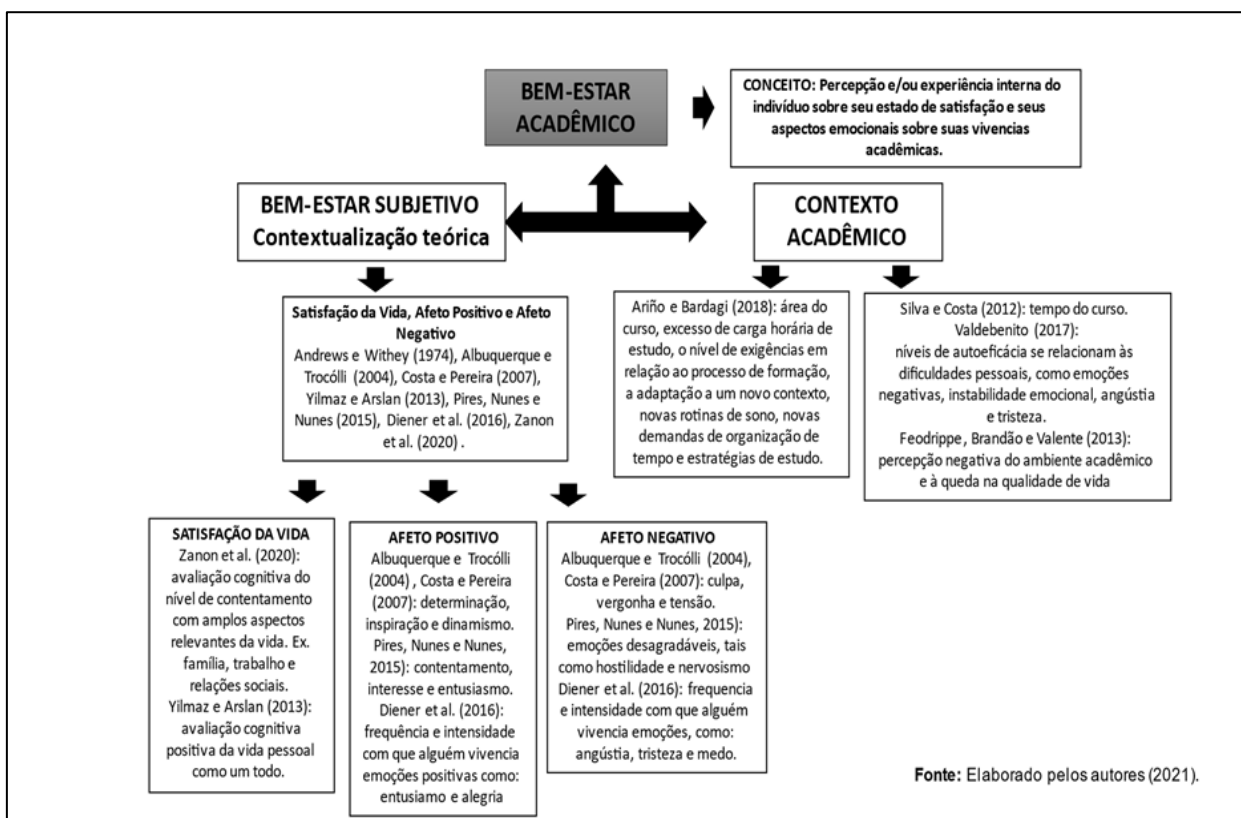 BEM-ESTAR
ACADÊMICO
CONCEITO: Percepção e/ou experiência interna do
indivíduo sobre seu estado de satisfação e seus
aspectos emocionais sobre suas vivencias
acadêmicas.
BEM-ESTAR SUBJETIVO
Contextualização teórica
CONTEXTO
ACADÊMICO
Satisfação da Vida, Afeto Positivo e Afeto
Negativo
Andrews e Withey (1974), Albuquerque e
Trocólli (2004), Costa e Pereira (2007),
Yilmaz e Arslan (2013), Pires, Nunes e
Nunes (2015), Diener et al. (2016), Zanon
et al. (2020) .
Ariño e Bardagi (2018): área do
curso, excesso de carga horária de
estudo, o nível de exigências em
relação ao processo de formação,
a adaptação a um novo contexto,
novas rotinas de sono, novas
demandas de organização de
tempo e estratégias de estudo.
Silva e Costa (2012): tempo do curso.
Valdebenito (2017):
níveis de autoeficácia se relacionam às
dificuldades pessoais, como emoções
negativas, instabilidade emocional, angústia
e tristeza.
Feodrippe, Brandão e Valente (2013):
percepção negativa do ambiente acadêmico
e à queda na qualidade de vida
SATISFAÇÃO DA VIDA
Zanon et al. (2020):
avaliação cognitiva do
nível de contentamento
com amplos aspectos
relevantes da vida. Ex.
família, trabalho e
relações sociais.
Yilmaz e Arslan (2013):
avaliação cognitiva
positiva da vida pessoal
como um todo.
AFETO POSITIVO
Albuquerque e Trocólli
(2004) , Costa e Pereira
(2007): determinação,
inspiração e dinamismo.
Pires, Nunes e Nunes,
2015): contentamento,
interesse e entusiasmo.
Diener et al. (2016):
frequência e intensidade
com que alguém vivencia
emoções positivas como:
entusiamo e alegria
AFETO NEGATIVO
Albuquerque e Trocólli (2004),
Costa e Pereira (2007): culpa,
vergonha e tensão.
Pires, Nunes e Nunes, 2015):
emoções desagradáveis, tais
como hostilidade e nervosismo
Diener et al. (2016): frequencia
e intensidade com que alguém
vivencia emoções, como:
angústia, tristeza e medo.
Fonte: Elaborado pelos autores (2021).